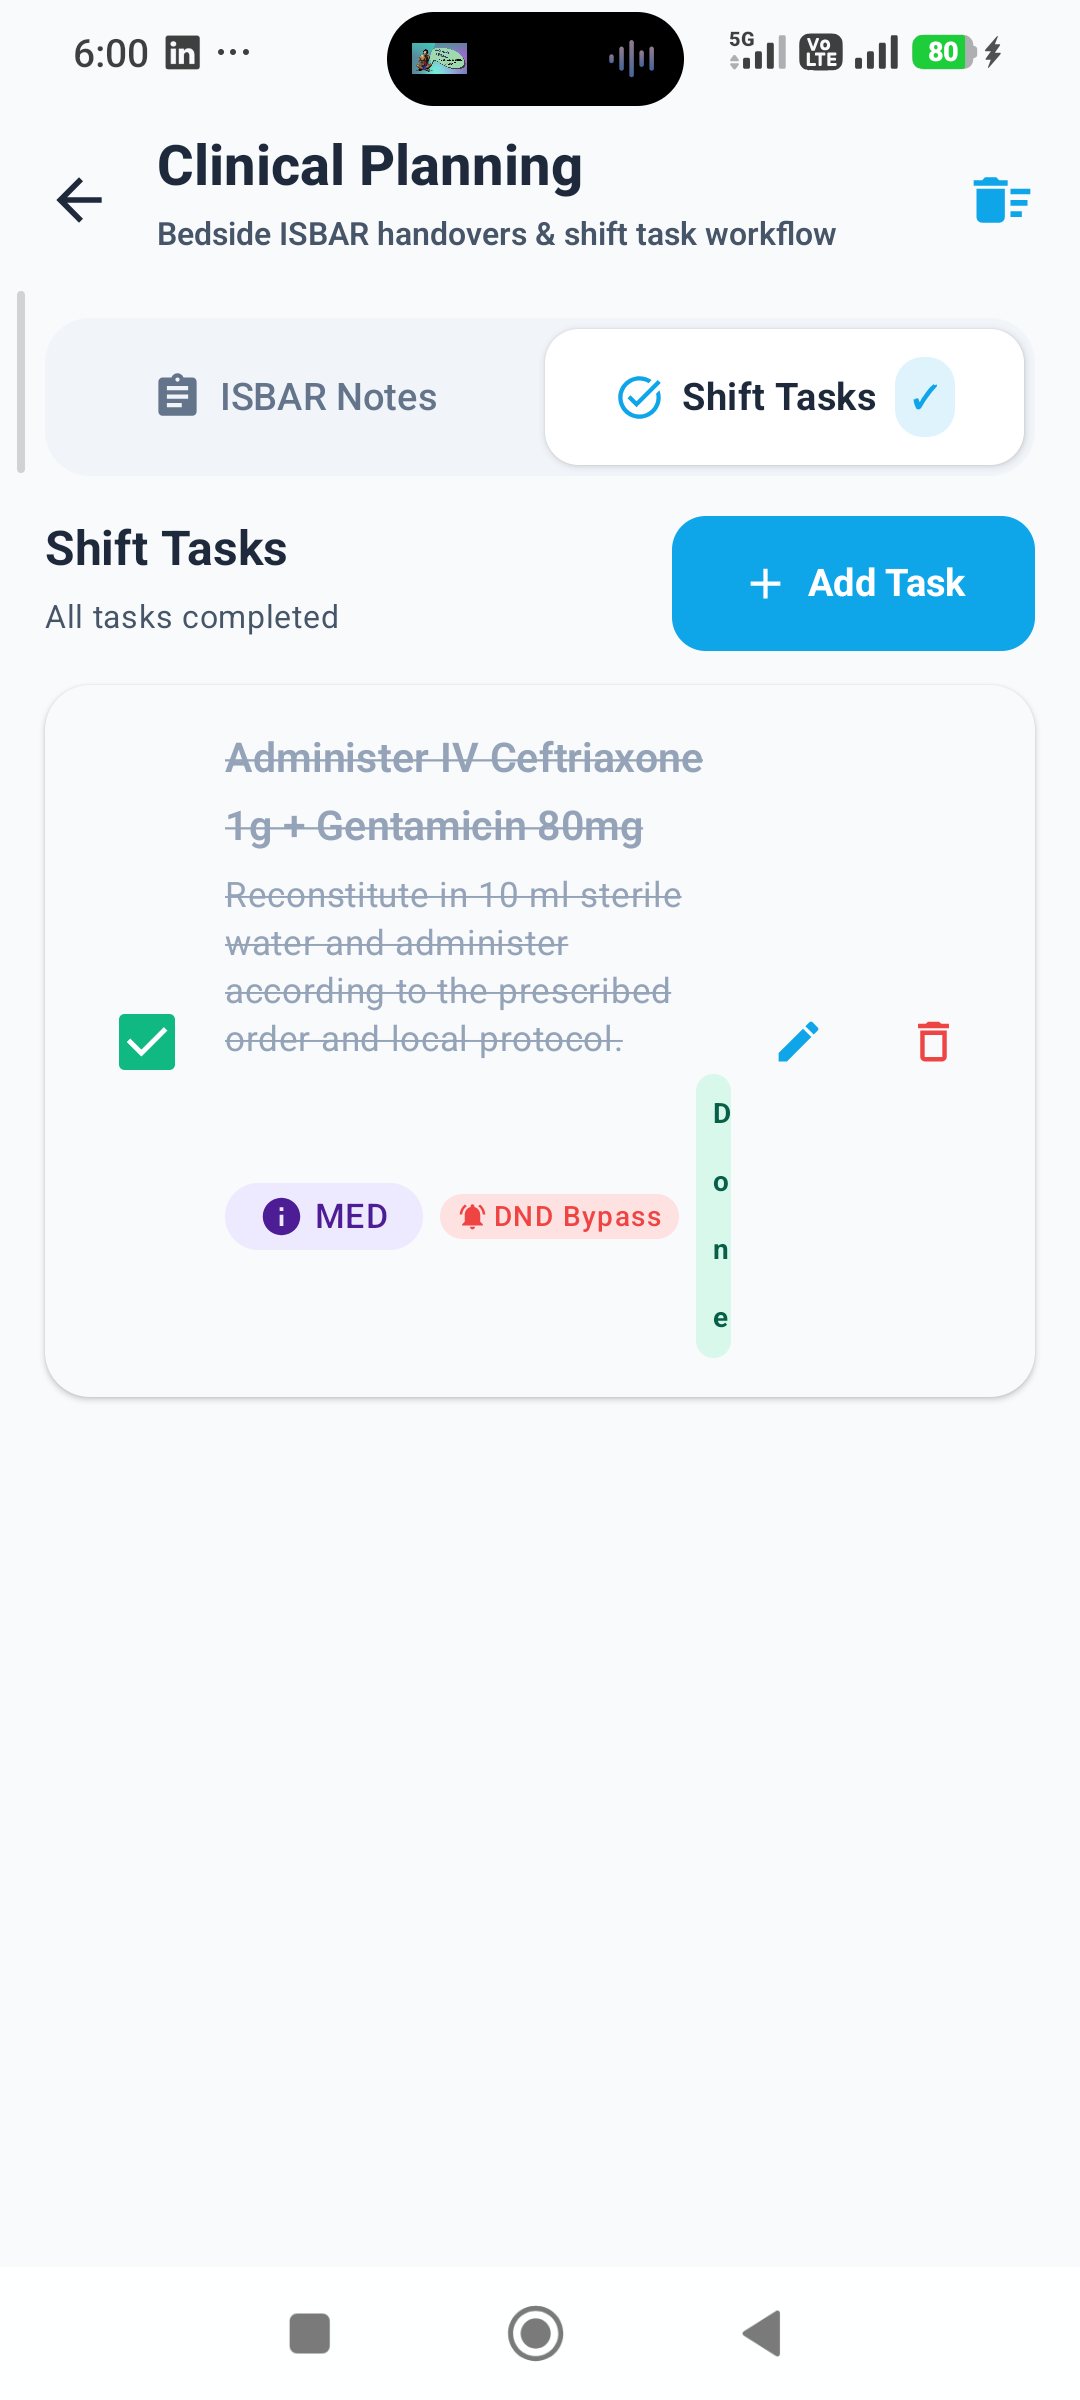 6:00 in ...
5G
Vo
LTE
80
Clinical Planning
Bedside ISBAR handovers & shift task workflow
ISBAR Notes
Shift Tasks ✓
Shift Tasks
All tasks completed
+ Add Task
Administer IV Ceftriaxone
1g + Gentamicin 80mg
Reconstitute in 10 ml sterile
water and administer
according to the prescribed
order and local protocol.
MED
DND Bypass
D
o
n
e